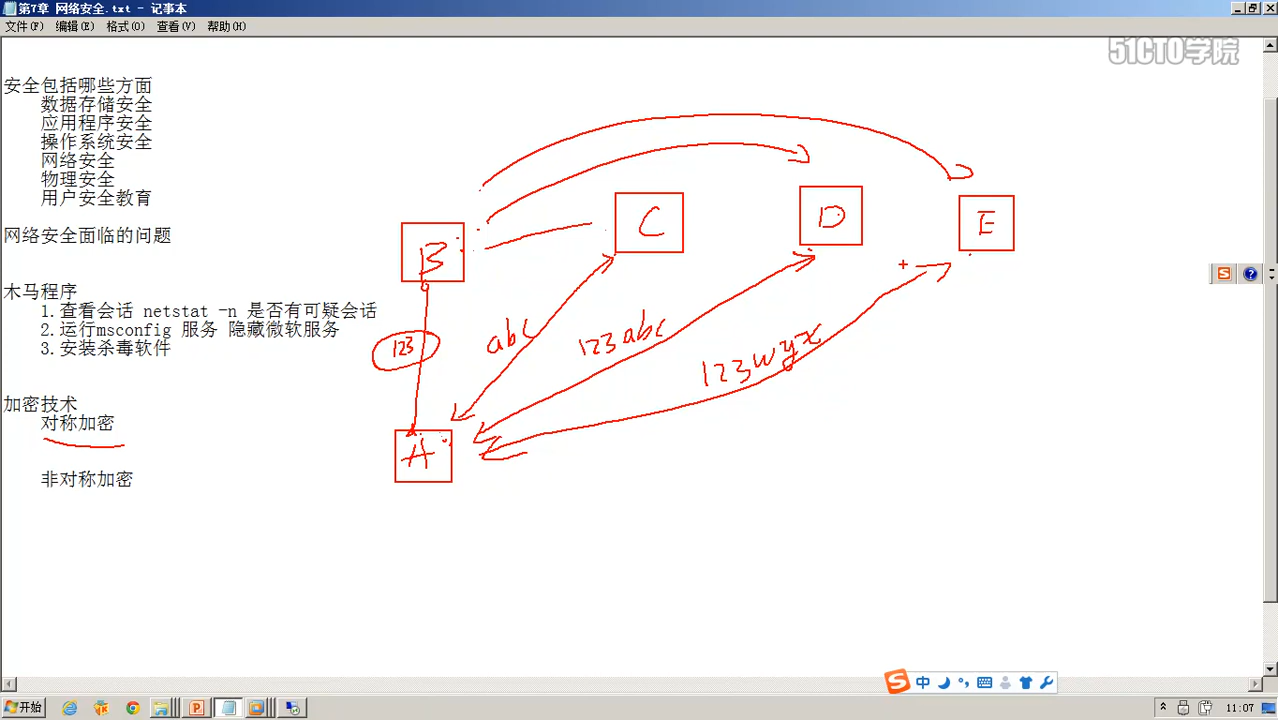 第7章 网络安全.txt - 记事本
文件(F) 编辑(E) 格式(O) 查看(V) 帮助(H)
51CTO学院
安全包括哪些方面
数据存储安全
应用程序安全
操作系统安全
网络安全
物理安全
用户安全教育
网络安全面临的问题
木马程序
1.查看会话 netstat -n 是否有可疑会话
2.运行msconfig 服务 隐藏微软服务
3.安装杀毒软件
加密技术
对称加密
非对称加密
B
C
D
E
123
abc
123abc
123wyx
A
中
开始
11:07